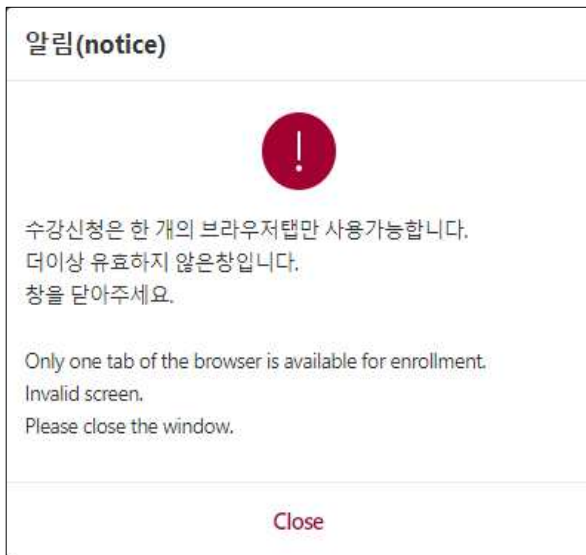 알림(notice)
!
수강신청은 한 개의 브라우저탭만 사용가능합니다.
더이상 유효하지 않은창입니다.
창을 닫아주세요.
Only one tab of the browser is available for enrollment.
Invalid screen.
Please close the window.
Close